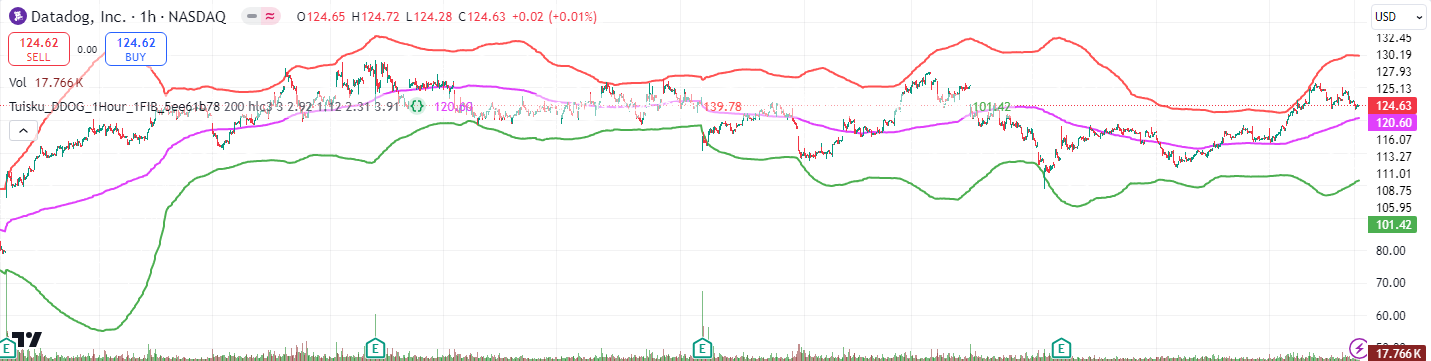 Datadog, Inc. · 1h · NASDAQ O124.65 H124.72 L124.28 C124.63 +0.02 (+0.01%)
124.62 SELL 0.00 124.62 BUY
Vol 17.766K
Tuisku_DDOG_1Hour_1FIB_5ee61b78 200 hlc3 3 2.92 1.12 2.31 3.91 120.60 139.78 101.42
USD
132.45
130.19
127.93
125.13
124.63
120.60
116.07
113.27
111.01
108.75
105.95
101.42
80.00
70.00
60.00
17.766K
E E E E